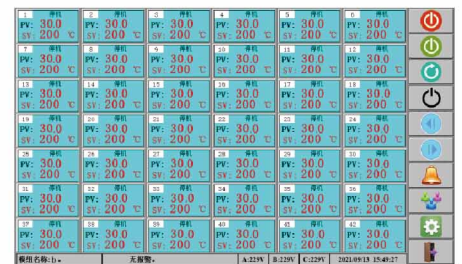 1 停机 2 停机 3 停机 4 停机 5 停机 6 停机
PV: 30.0 PV: 30.0 PV: 30.0 PV: 30.0 PV: 30.0 PV: 30.0
SV: 200 ℃ SV: 200 ℃ SV: 200 ℃ SV: 200 ℃ SV: 200 ℃ SV: 200 ℃
7 停机 8 停机 9 停机 10 停机 11 停机 12 停机
PV: 30.0 PV: 30.0 PV: 30.0 PV: 30.0 PV: 30.0 PV: 30.0
SV: 200 ℃ SV: 200 ℃ SV: 200 ℃ SV: 200 ℃ SV: 200 ℃ SV: 200 ℃
13 停机 14 停机 15 停机 16 停机 17 停机 18 停机
PV: 30.0 PV: 30.0 PV: 30.0 PV: 30.0 PV: 30.0 PV: 30.0
SV: 200 ℃ SV: 200 ℃ SV: 200 ℃ SV: 200 ℃ SV: 200 ℃ SV: 200 ℃
19 停机 20 停机 21 停机 22 停机 23 停机 24 停机
PV: 30.0 PV: 30.0 PV: 30.0 PV: 30.0 PV: 30.0 PV: 30.0
SV: 200 ℃ SV: 200 ℃ SV: 200 ℃ SV: 200 ℃ SV: 200 ℃ SV: 200 ℃
25 停机 26 停机 27 停机 28 停机 29 停机 30 停机
PV: 30.0 PV: 30.0 PV: 30.0 PV: 30.0 PV: 30.0 PV: 30.0
SV: 200 ℃ SV: 200 ℃ SV: 200 ℃ SV: 200 ℃ SV: 200 ℃ SV: 200 ℃
31 停机 32 停机 33 停机 34 停机 35 停机 36 停机
PV: 30.0 PV: 30.0 PV: 30.0 PV: 30.0 PV: 30.0 PV: 30.0
SV: 200 ℃ SV: 200 ℃ SV: 200 ℃ SV: 200 ℃ SV: 200 ℃ SV: 200 ℃
37 停机 38 停机 39 停机 40 停机 41 停机 42 停机
PV: 30.0 PV: 30.0 PV: 30.0 PV: 30.0 PV: 30.0 PV: 30.0
SV: 200 ℃ SV: 200 ℃ SV: 200 ℃ SV: 200 ℃ SV: 200 ℃ SV: 200 ℃
模组名称: 无报警。 A:229V B:229V C:229V 2021/09/13 15:49:27